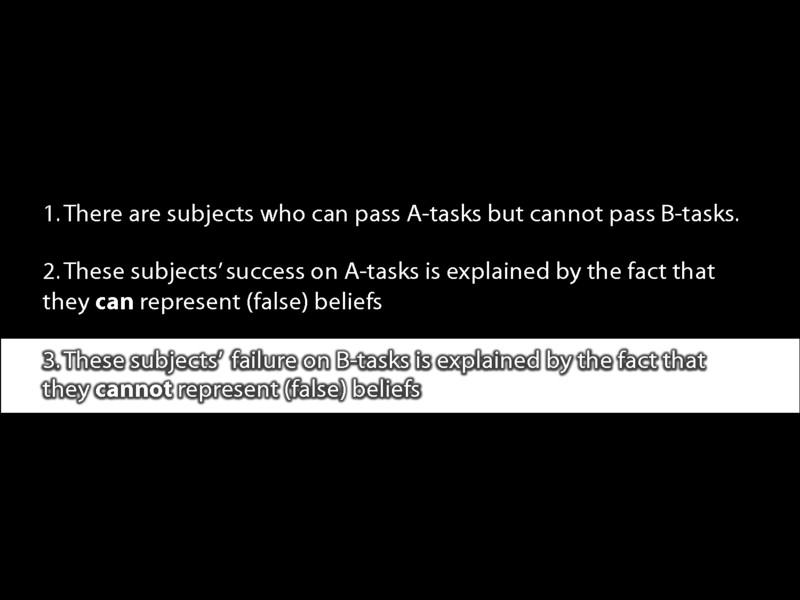 1. There are subjects who can pass A-tasks but cannot pass B-tasks.
2. These subjects’ success on A-tasks is explained by the fact that
they can represent (false) beliefs
3. These subjects’ failure on B-tasks is explained by the fact that
they cannot represent (false) beliefs